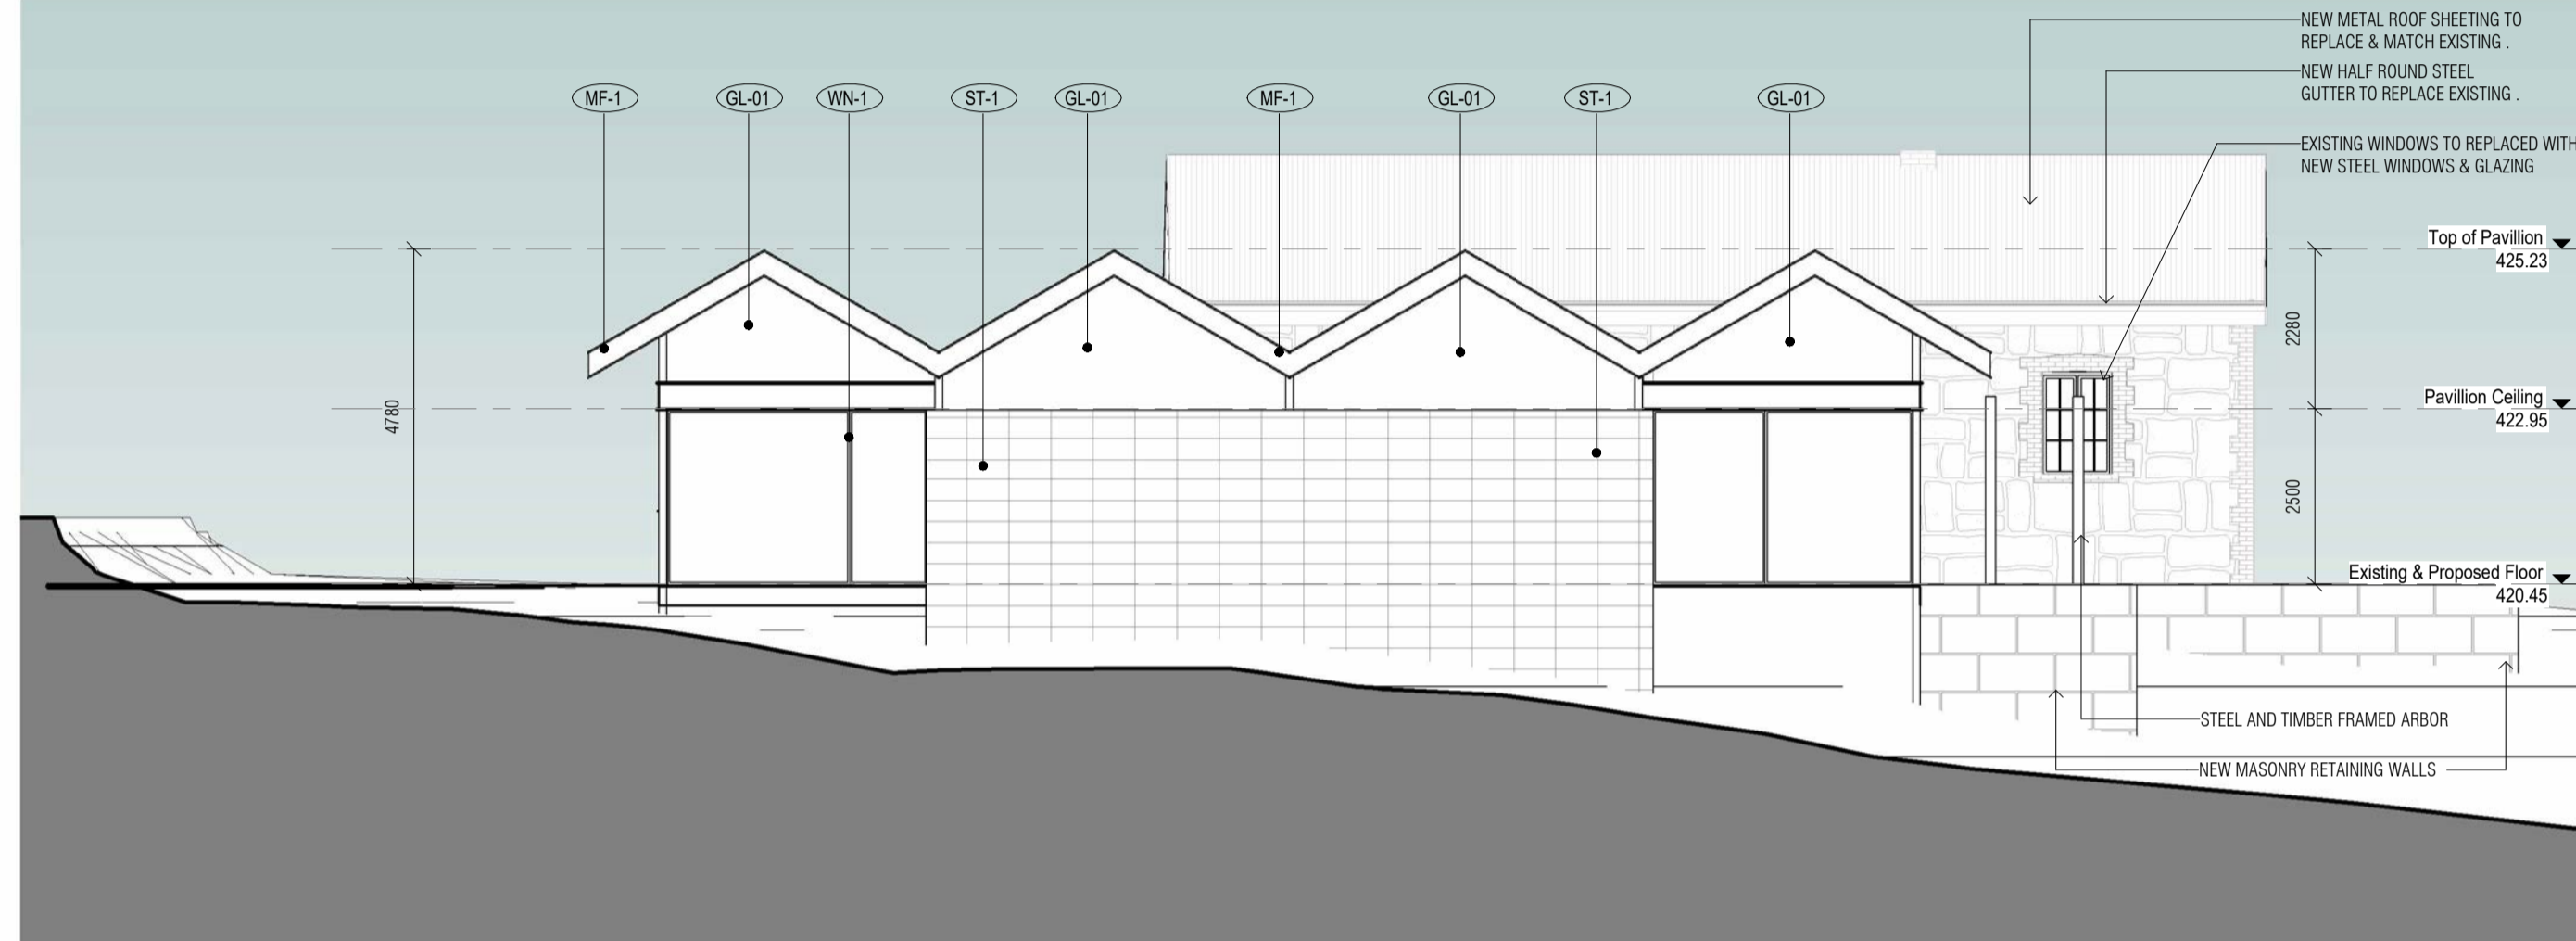 NEW METAL ROOF SHEETING TO
REPLACE & MATCH EXISTING .
NEW HALF ROUND STEEL
GUTTER TO REPLACE EXISTING .
MF-1 GL-01 WN-1 ST-1 GL-01 MF-1 GL-01 ST-1 GL-01
EXISTING WINDOWS TO REPLACED WITH
NEW STEEL WINDOWS & GLAZING
Top of Pavillion
425.23
2280
4780
Pavillion Ceiling
422.95
2500
Existing & Proposed Floor
420.45
STEEL AND TIMBER FRAMED ARBOR
NEW MASONRY RETAINING WALLS